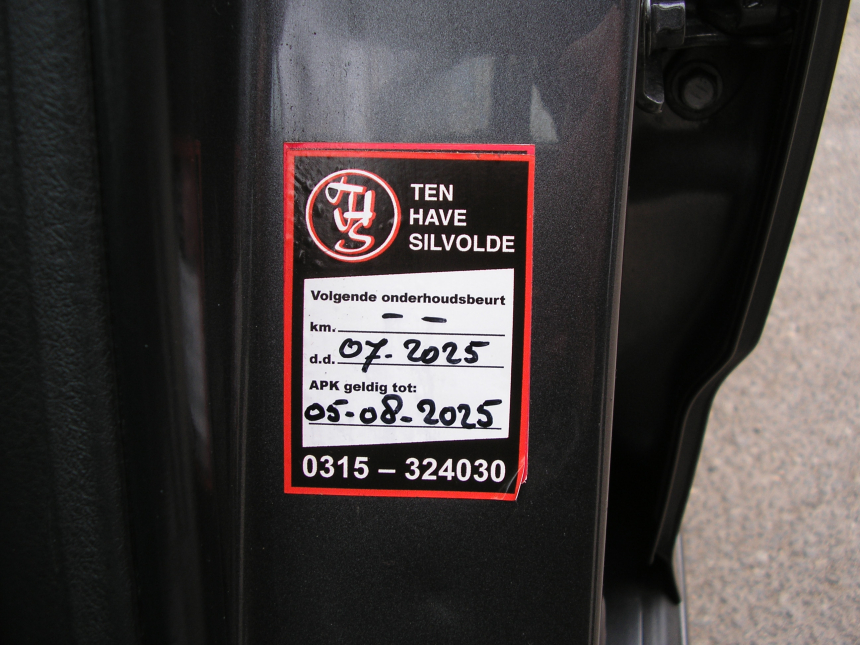 THS
TEN
HAVE
SILVOLDE
Volgende onderhoudsbeurt
km. - -
d.d. 07-2025
APK geldig tot:
05-08-2025
0315 – 324030